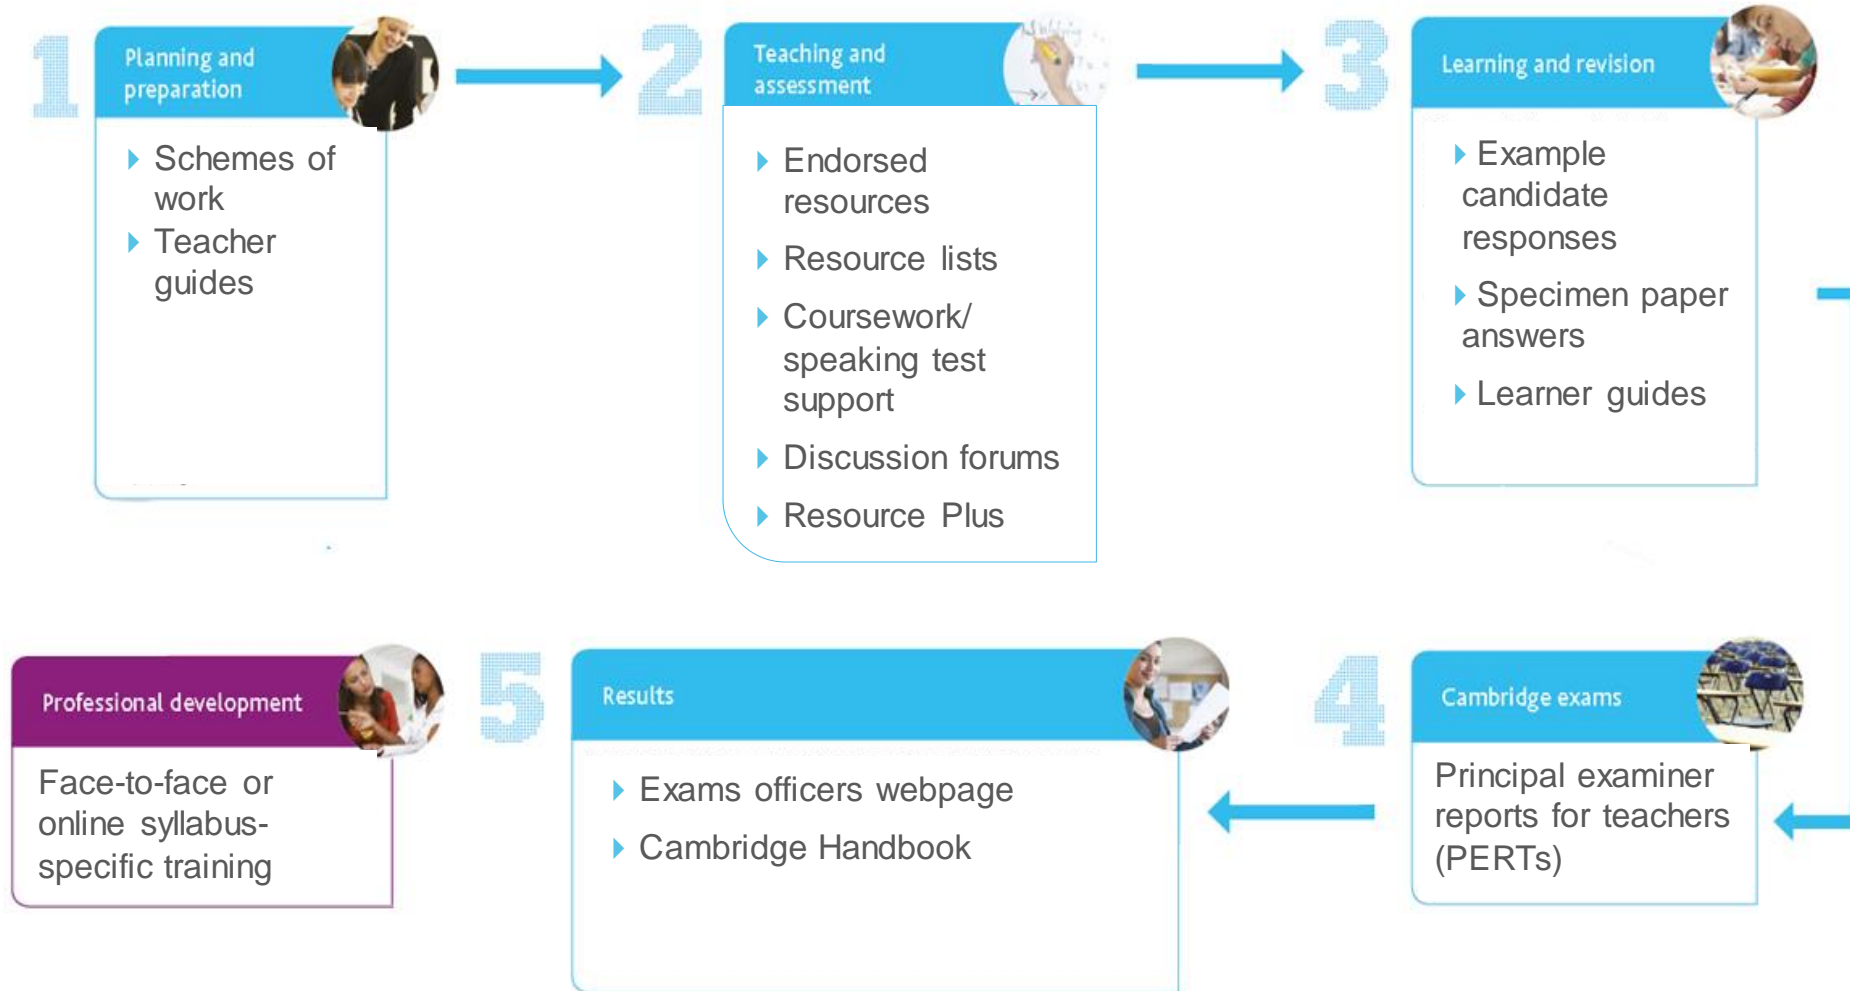 1
Planning and
preparation
Schemes of
work
Teacher
guides
2
Teaching and
assessment
Endorsed
resources
Resource lists
Coursework/
speaking test
support
Discussion forums
Resource Plus
3
Learning and revision
Example
candidate
responses
Specimen paper
answers
Learner guides
4
Cambridge exams
Principal examiner
reports for teachers
(PERTs)
5
Results
Exams officers webpage
Cambridge Handbook
Professional development
Face-to-face or
online syllabus-
specific training